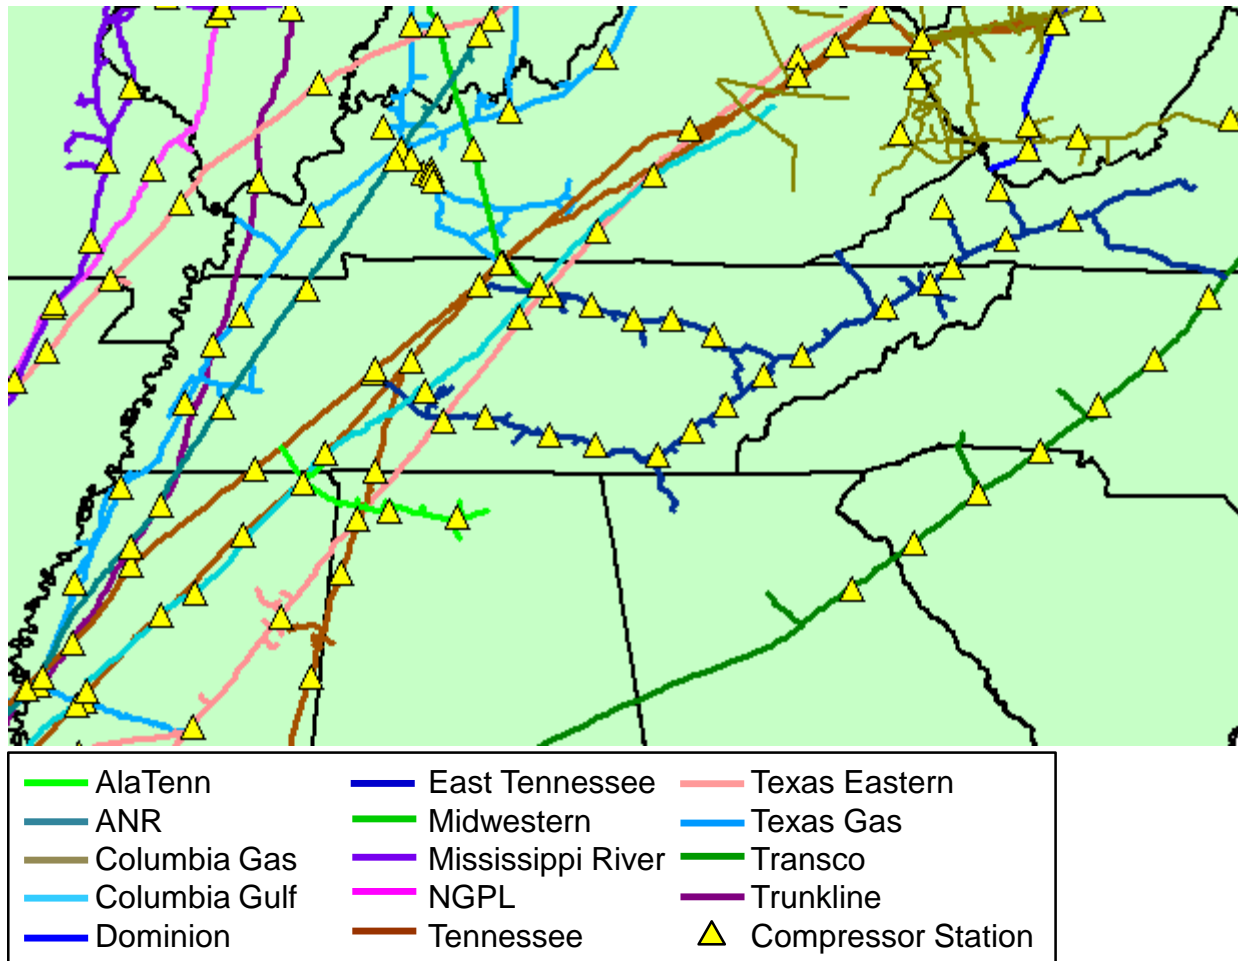 AlaTenn
East Tennessee
Texas Eastern
ANR
Midwestern
Texas Gas
Columbia Gas
Mississippi River
Transco
Columbia Gulf
NGPL
Trunkline
Dominion
Tennessee
Compressor Station